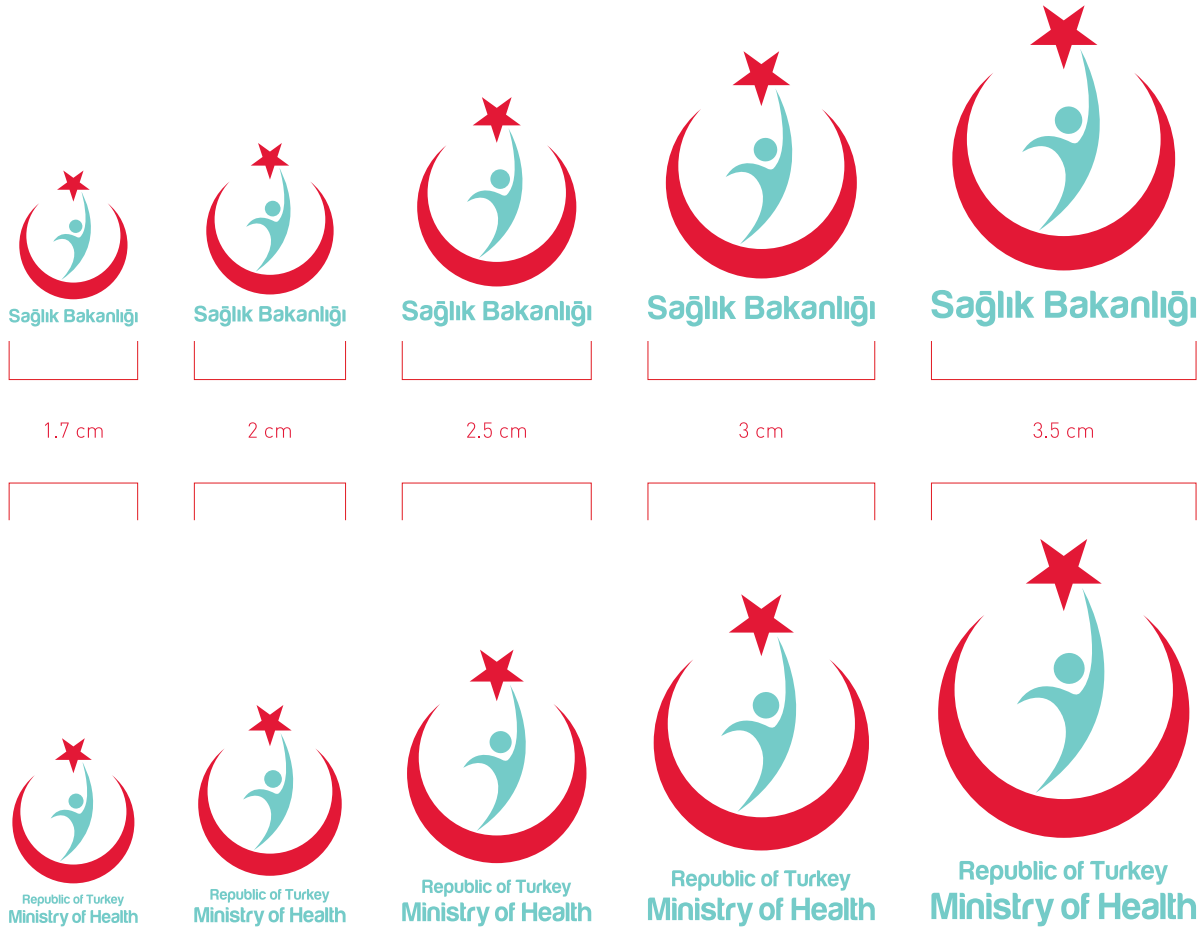 Sağlık Bakanlığı Sağlık Bakanlığı Sağlık Bakanlığı Sağlık Bakanlığı Sağlık Bakanlığı
1.7 cm 2 cm 2.5 cm 3 cm 3.5 cm
Republic of Turkey Republic of Turkey Republic of Turkey Republic of Turkey Republic of Turkey
Ministry of Health Ministry of Health Ministry of Health Ministry of Health Ministry of Health